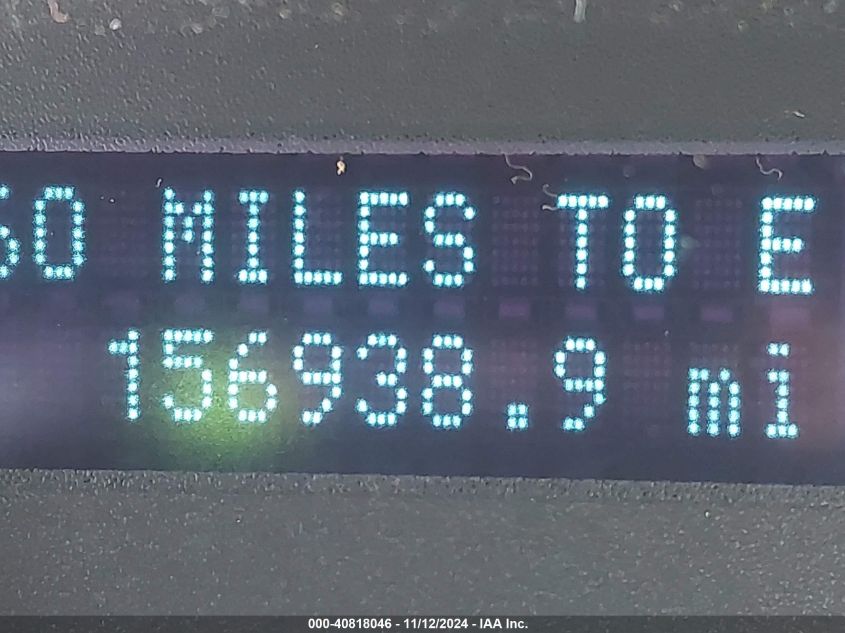 MILES TO E
156938.9 mi
000-40818046 - 11/12/2024 - IAA Inc.